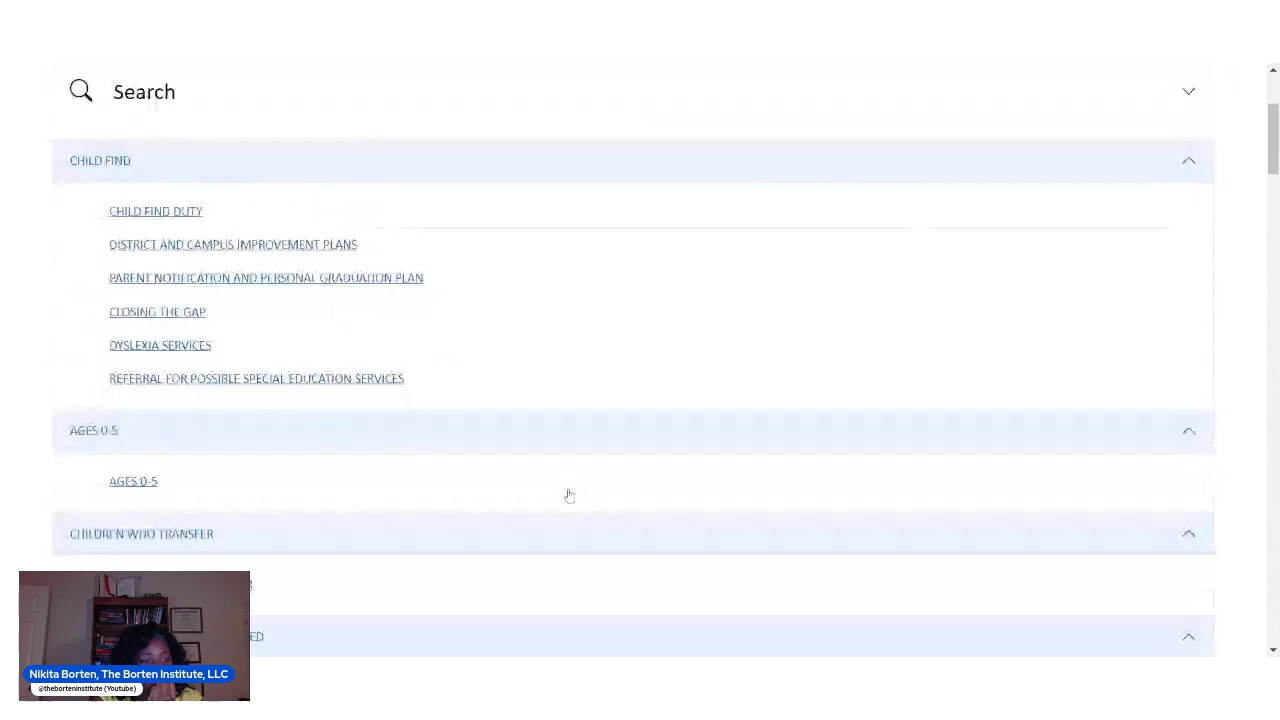 Search
CHILD FIND
CHILD FIND DUTY
DISTRICT AND CAMPUS IMPROVEMENT PLANS
PARENT NOTIFICATION AND PERSONAL GRADUATION PLAN
CLOSING THE GAP
DYSLEXIA SERVICES
REFERRAL FOR POSSIBLE SPECIAL EDUCATION SERVICES
AGES 0-5
AGES 0-5
CHILDREN WHO TRANSFER
Nikita Borten, The Borten Institute, LLC
@theborteninstitute (Youtube)